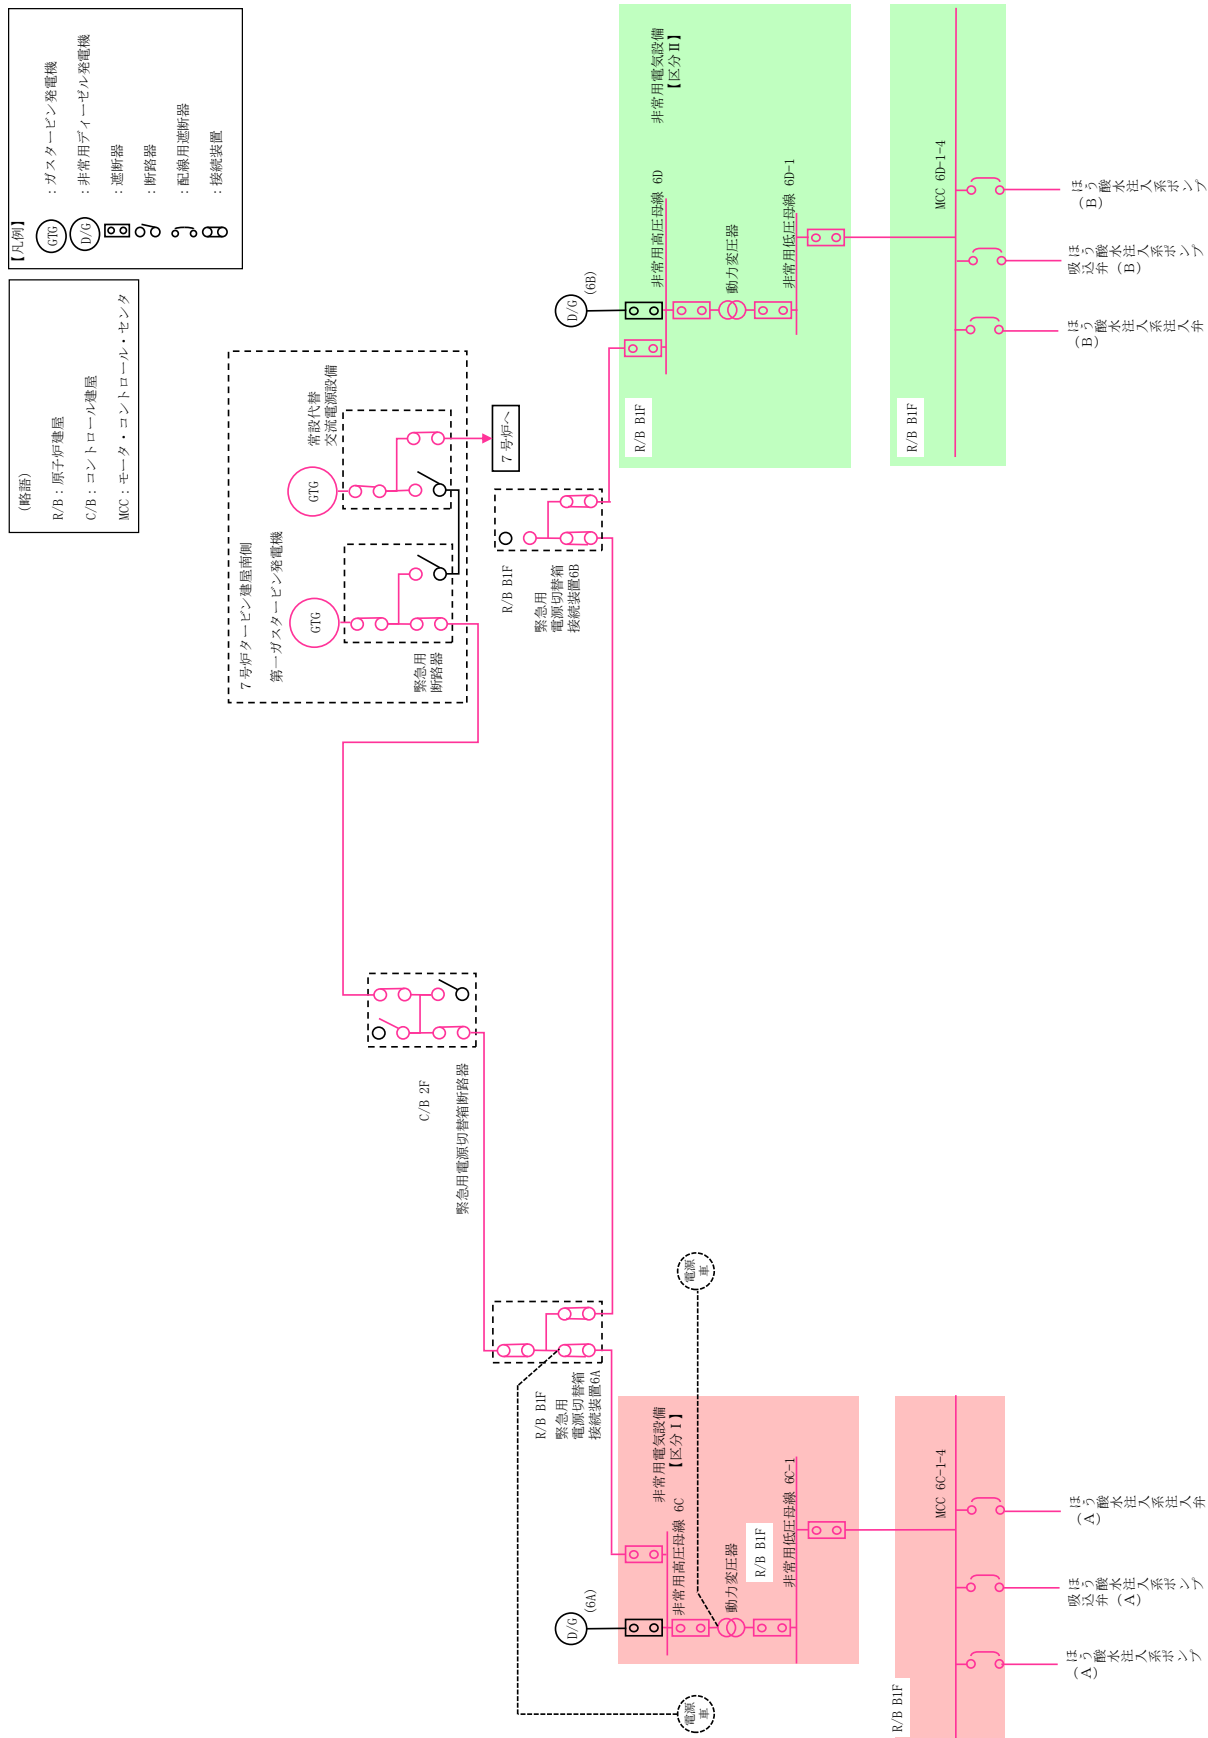 【凡例】
GTG
：ガスタービン発電機
D/G
：非常用ディーゼル発電機
：遮断器
：断路器
：配線用遮断器
：接続装置
(略語)
R/B：原子炉建屋
C/B：コントロール建屋
MCC：モータ・コントロール・センタ
7号炉タービン建屋南側
第一ガスタービン発電機
常設代替
交流電源設備
GTG
GTG
緊急用
断路器
7号炉へ
C/B 2F
緊急用電源切替箱断路器
R/B B1F
緊急用
電源切替箱
接続装置6B
R/B B1F
緊急用
電源切替箱
接続装置6A
D/G
(6B)
非常用電気設備
【区分Ⅱ】
非常用高圧母線 6D
動力変圧器
非常用低圧母線 6D-1
R/B B1F
MCC 6D-1-4
R/B B1F
ほう酸水注入系ポンプ
(B)
ほう酸水注入系ポンプ
吸込弁(B)
ほう酸水注入系注入弁
(B)
電源
車
電源
車
D/G
(6A)
非常用電気設備
【区分Ⅰ】
非常用高圧母線 6C
動力変圧器
R/B B1F
非常用低圧母線 6C-1
MCC 6C-1-4
R/B B1F
ほう酸水注入系注入弁
(A)
ほう酸水注入系ポンプ
吸込弁(A)
ほう酸水注入系ポンプ
(A)